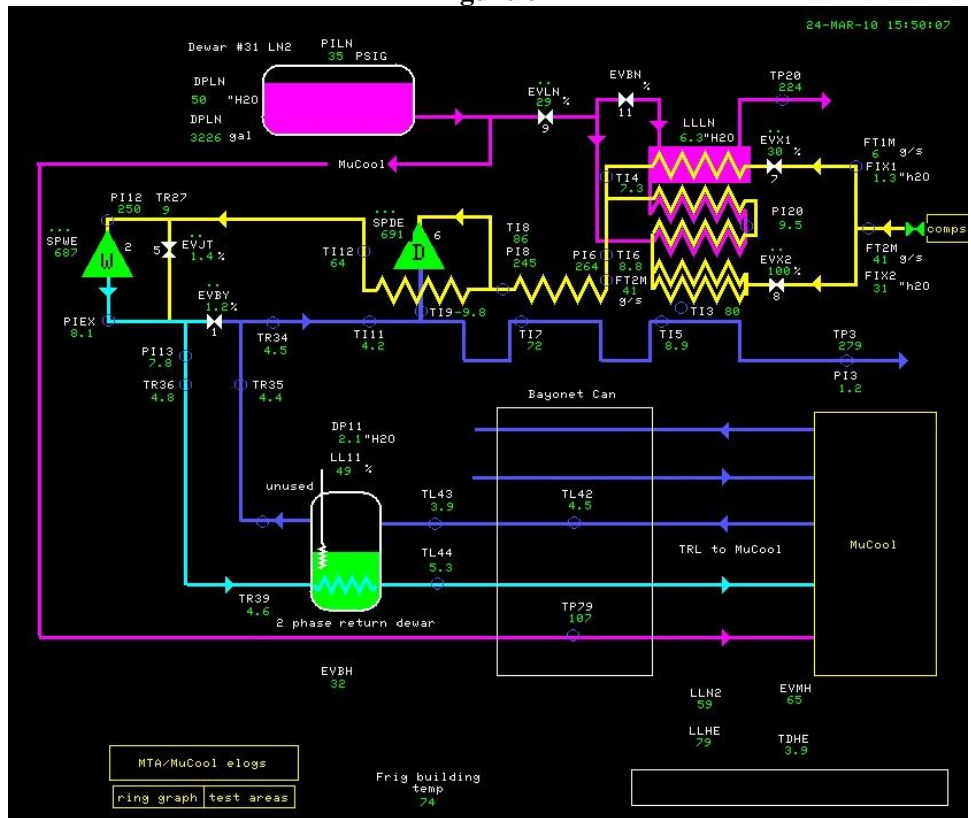 24-MAR-10 15:50:07
Dewar #31 LN2
PILN
35 PSIG
DPLN
50 "H2O
DPLN
3226 gal
EVLN
29 %
9
EVBN
%
11
TP20
224
LLLN
6.3"H2O
EVX1
30 %
7
FT1M
6 g/s
FIX1
1.3"h2O
MuCool
TI4
7.3
PI12
250
TR27
9
SPWE
687
2
W
5
EVJT
1.4%
SPDE
691
6
D
TI12
64
TI8
86
PI8
245
PI6
264
TI6
8.8
FT2M
41
g/s
PI20
9.5
comps
FT2M
41
g/s
FIX2
31 "h2O
EVX2
100%
8
TI3 80
EVBY
1.2%
1
TI9-9.8
PIEX
8.1
TR34
4.5
TI11
4.2
TI7
72
TI5
8.9
TP3
279
PI3
1.2
PI13
7.8
TR36
4.8
TR35
4.4
Bayonet Can
DP11
2.1"H2O
LL11
49 %
unused
TL43
3.9
TL42
4.5
TRL to MuCool
MuCool
TL44
5.3
TR39
4.6
2 phase return dewar
TP79
107
EVBH
32
LLN2
59
EVMH
65
LLHE
79
TDHE
3.9
MTA/MuCool elogs
ring graph test areas
Frig building
temp
74